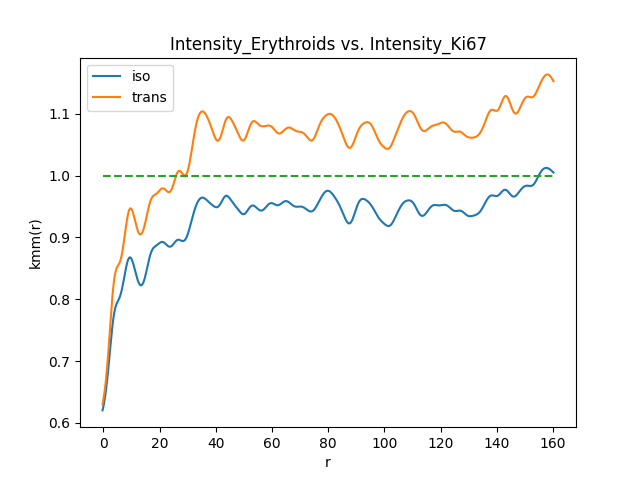 Intensity_Erythroids vs. Intensity_Ki67
iso
trans
1.1
1.0
0.9
0.8
0.7
0.6
kmm(r)
0 20 40 60 80 100 120 140 160
r